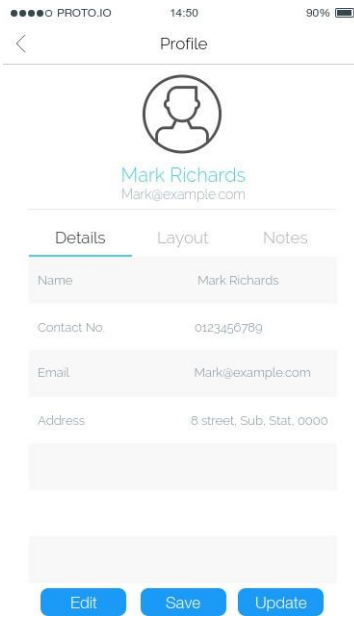 PROTO.IO 14:50 90%
Profile
Mark Richards
Mark@example.com
Details Layout Notes
Name Mark Richards
Contact No. 0123456789
Email Mark@example.com
Address 8 street, Sub, Stat, 0000
Edit Save Update